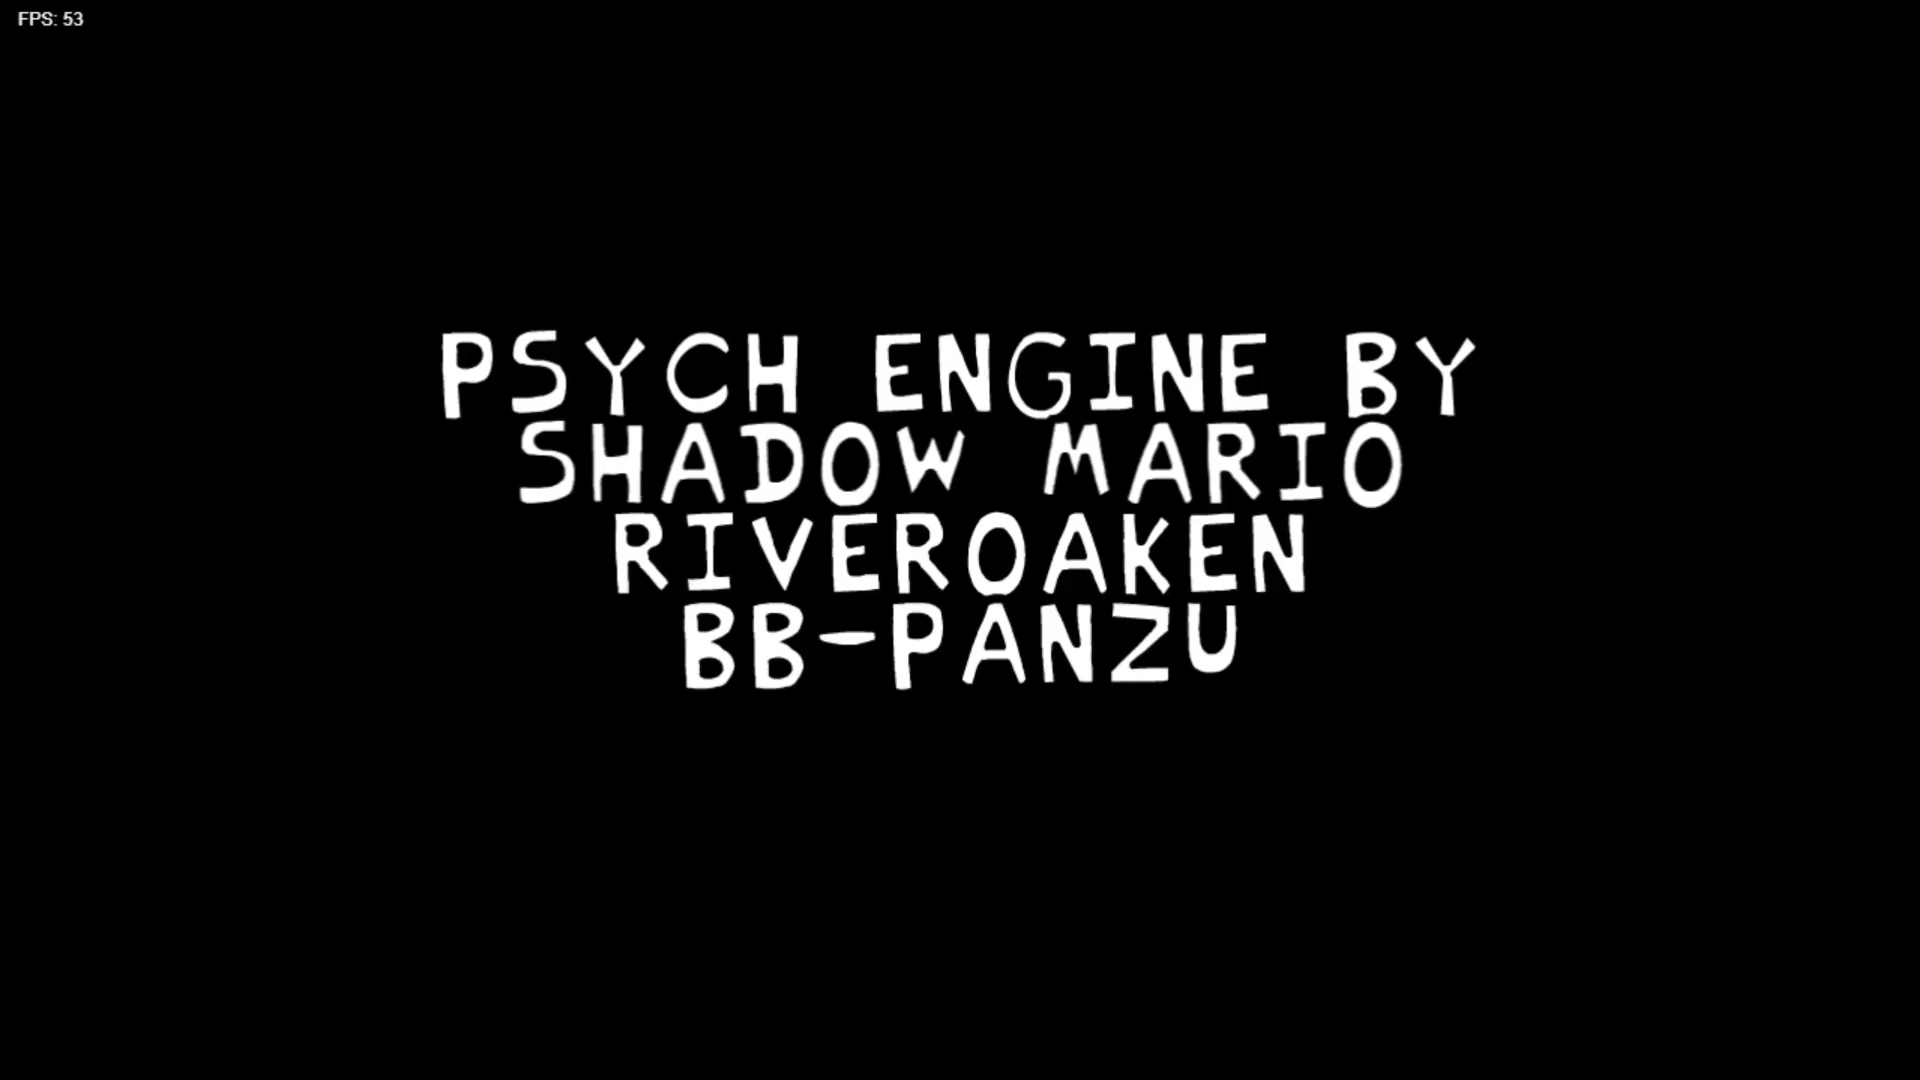 FPS: 53
PSYCH ENGINE BY
SHADOW MARIO
RIVEROAKEN
BB-PANZU